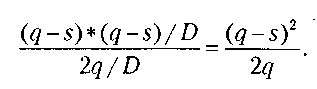 (q−s)*(q−s)/D / 2q/D = (q−s)² / 2q.